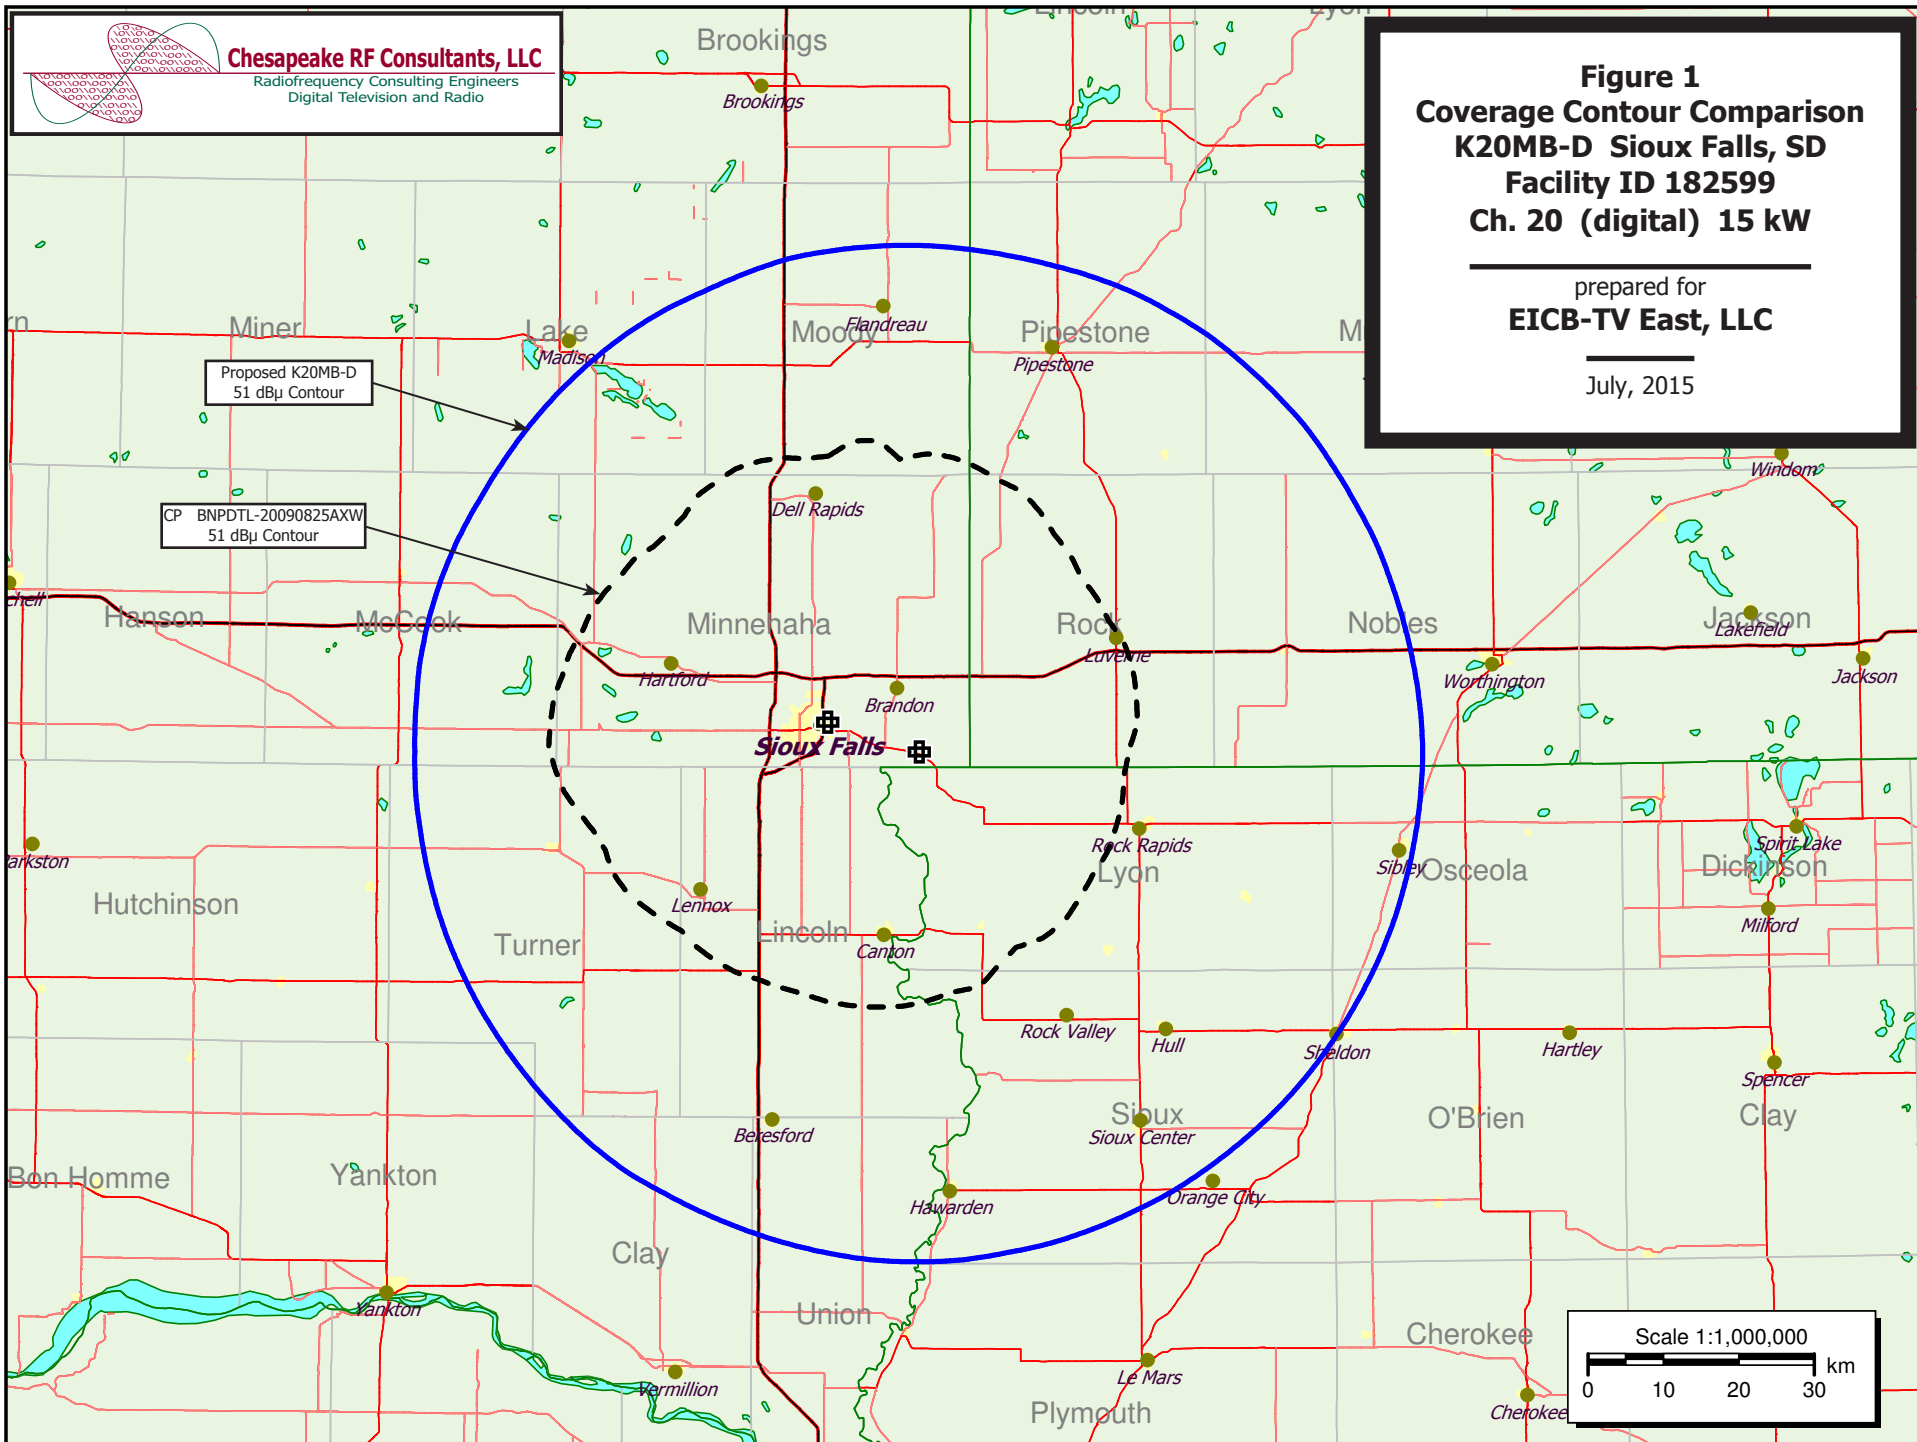 Chesapeake RF Consultants, LLC
Radiofrequency Consulting Engineers
Digital Television and Radio
Figure 1
Coverage Contour Comparison
K20MB-D Sioux Falls, SD
Facility ID 182599
Ch. 20 (digital) 15 kW
prepared for
EICB-TV East, LLC
July, 2015
Lincoln
Lyon
Brookings
Brookings
rn
Miner
Lake
Madison
Moody
Flandreau
Pipestone
Pipestone
M
Proposed K20MB-D
51 dBµ Contour
CP BNPDTL-20090825AXW
51 dBµ Contour
Windom
Dell Rapids
chell
Hanson
McCook
Minnehaha
Rock
Luverne
Nobles
Jackson
Lakefield
Hartford
Brandon
Worthington
Jackson
Sioux Falls
arkston
Rock Rapids
Lyon
Sibley
Osceola
Spirit Lake
Dickinson
Hutchinson
Lennox
Turner
Lincoln
Canton
Milford
Rock Valley
Hull
Sheldon
Hartley
Spencer
Beresford
Sioux
Sioux Center
O'Brien
Clay
Bon Homme
Yankton
Hawarden
Orange City
Clay
Yankton
Union
Cherokee
Vermillion
Le Mars
Plymouth
Cherokee
Scale 1:1,000,000
km
0 10 20 30